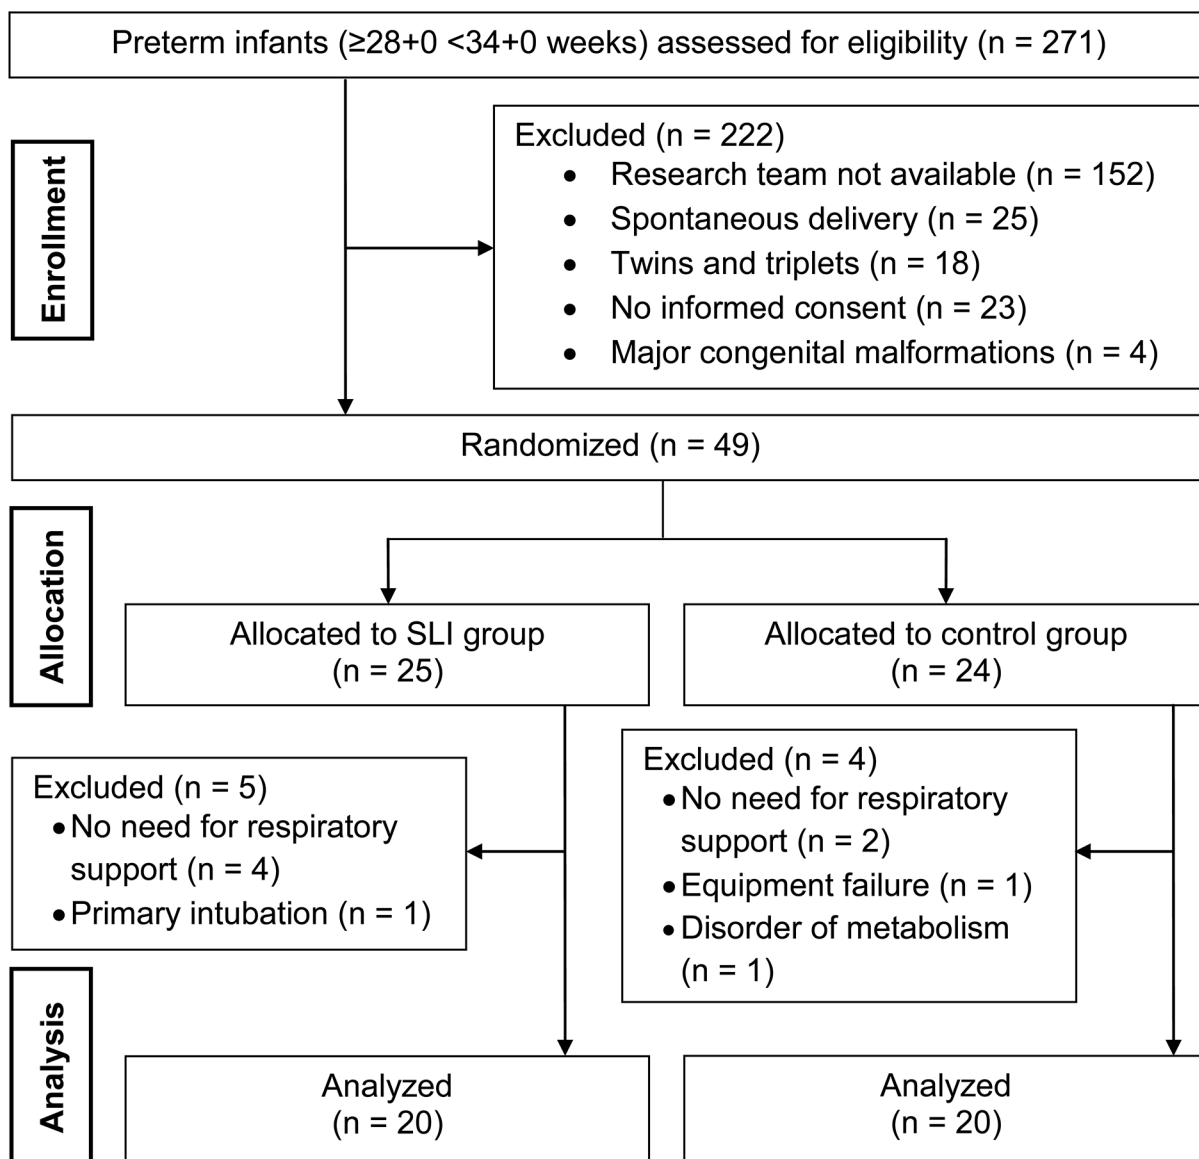 Preterm infants (≥28+0 <34+0 weeks) assessed for eligibility (n = 271)
Enrollment
Excluded (n = 222)
• Research team not available (n = 152)
• Spontaneous delivery (n = 25)
• Twins and triplets (n = 18)
• No informed consent (n = 23)
• Major congenital malformations (n = 4)
Randomized (n = 49)
Allocation
Allocated to SLI group
(n = 25)
Allocated to control group
(n = 24)
Excluded (n = 5)
• No need for respiratory
support (n = 4)
• Primary intubation (n = 1)
Excluded (n = 4)
• No need for respiratory
support (n = 2)
• Equipment failure (n = 1)
• Disorder of metabolism
(n = 1)
Analysis
Analyzed
(n = 20)
Analyzed
(n = 20)